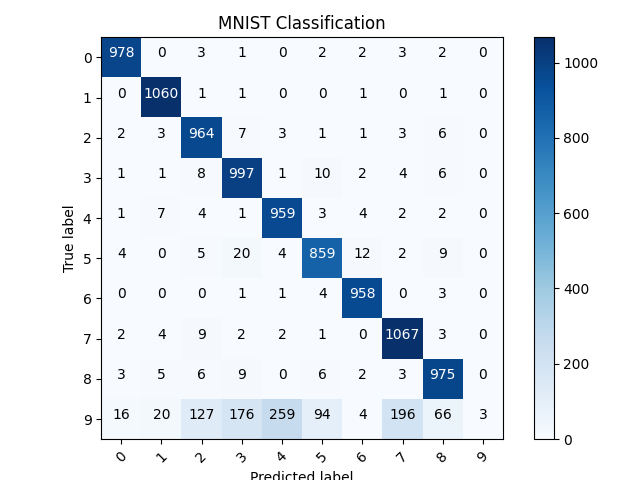 MNIST Classification
0 978 0 3 1 0 2 2 3 2 0
1 0 1060 1 1 0 0 1 0 1 0
2 2 3 964 7 3 1 1 3 6 0
3 1 1 8 997 1 10 2 4 6 0
4 1 7 4 1 959 3 4 2 2 0
5 4 0 5 20 4 859 12 2 9 0
6 0 0 0 1 1 4 958 0 3 0
7 2 4 9 2 2 1 0 1067 3 0
8 3 5 6 9 0 6 2 3 975 0
9 16 20 127 176 259 94 4 196 66 3
0 1 2 3 4 5 6 7 8 9
True label
Predicted label
1000
800
600
400
200
0